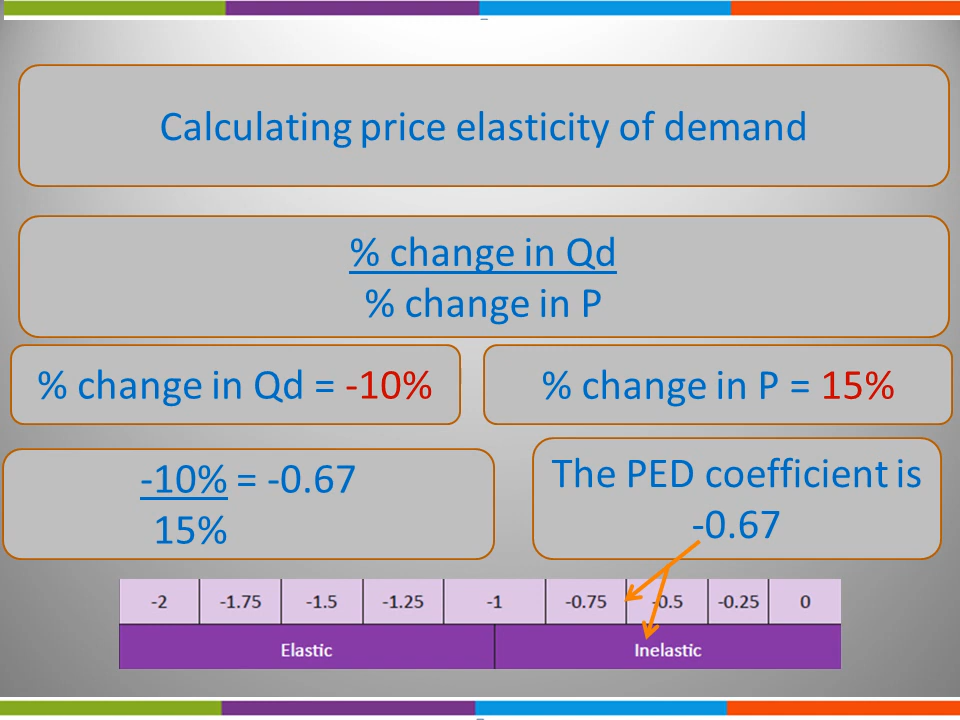 Calculating price elasticity of demand
% change in Qd
% change in P
% change in Qd = -10%
% change in P = 15%
-10% = -0.67
15%
The PED coefficient is
-0.67
-2 -1.75 -1.5 -1.25 -1 -0.75 -0.5 -0.25 0
Elastic Inelastic